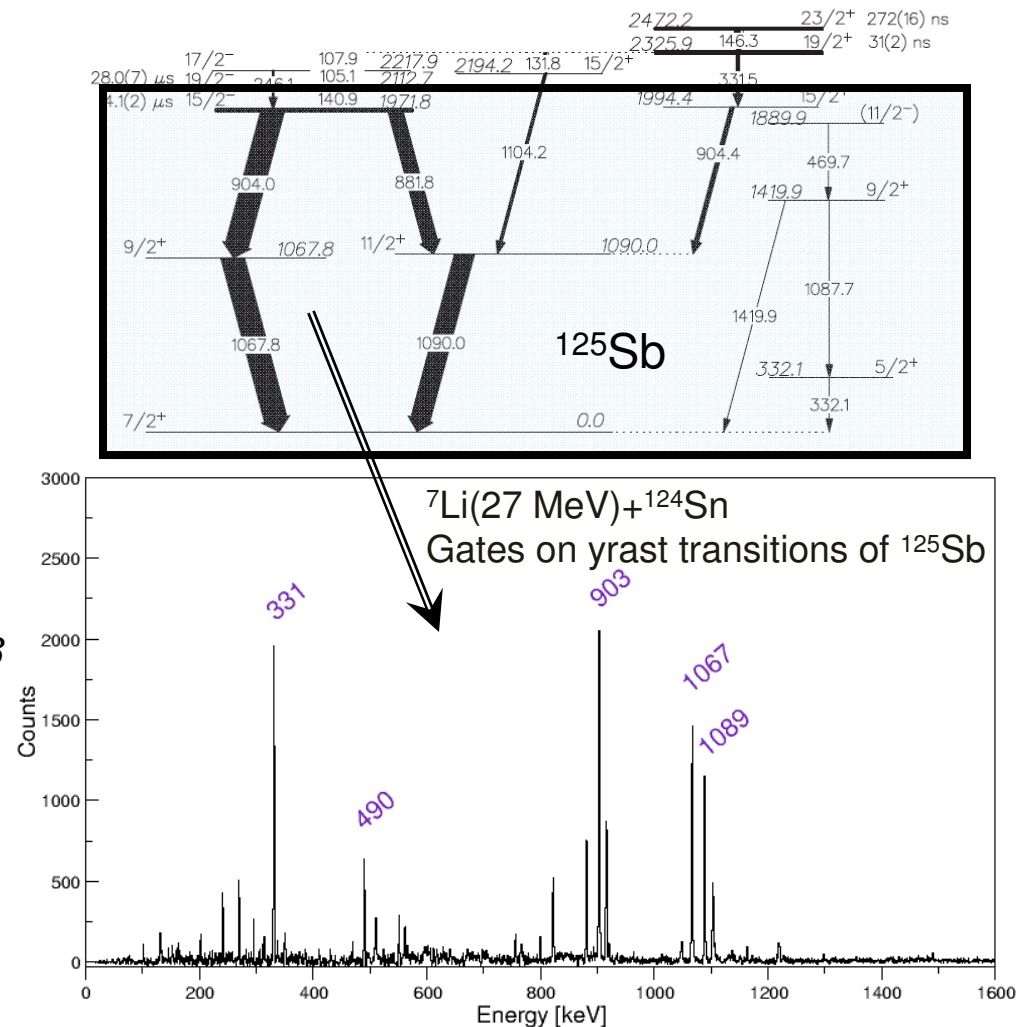 2472.2 23/2⁺ 272(16) ns
146.3
2325.9 19/2⁺ 31(2) ns
17/2⁻ 107.9 2217.9 131.8
2194.2 15/2⁺
28.0(7) μs 19/2⁻ 105.1 2112.7
331.5
4.1(2) μs 15/2⁻ 140.9 1971.8
1994.4 15/2⁺
1889.9 (11/2⁻)
1104.2 904.4 469.7
904.0 881.8
1419.9 9/2⁺
9/2⁺ 1067.8 11/2⁺ 1090.0
1087.7
1419.9
1067.8 1090.0 ¹²⁵Sb
332.1 5/2⁺
332.1
7/2⁺ 0.0
⁷Li(27 MeV)+¹²⁴Sn
Gates on yrast transitions of ¹²⁵Sb
331
903
1067
1089
490
3000
2500
2000
1500
1000
500
0
Counts
0 200 400 600 800 1000 1200 1400 1600
Energy [keV]